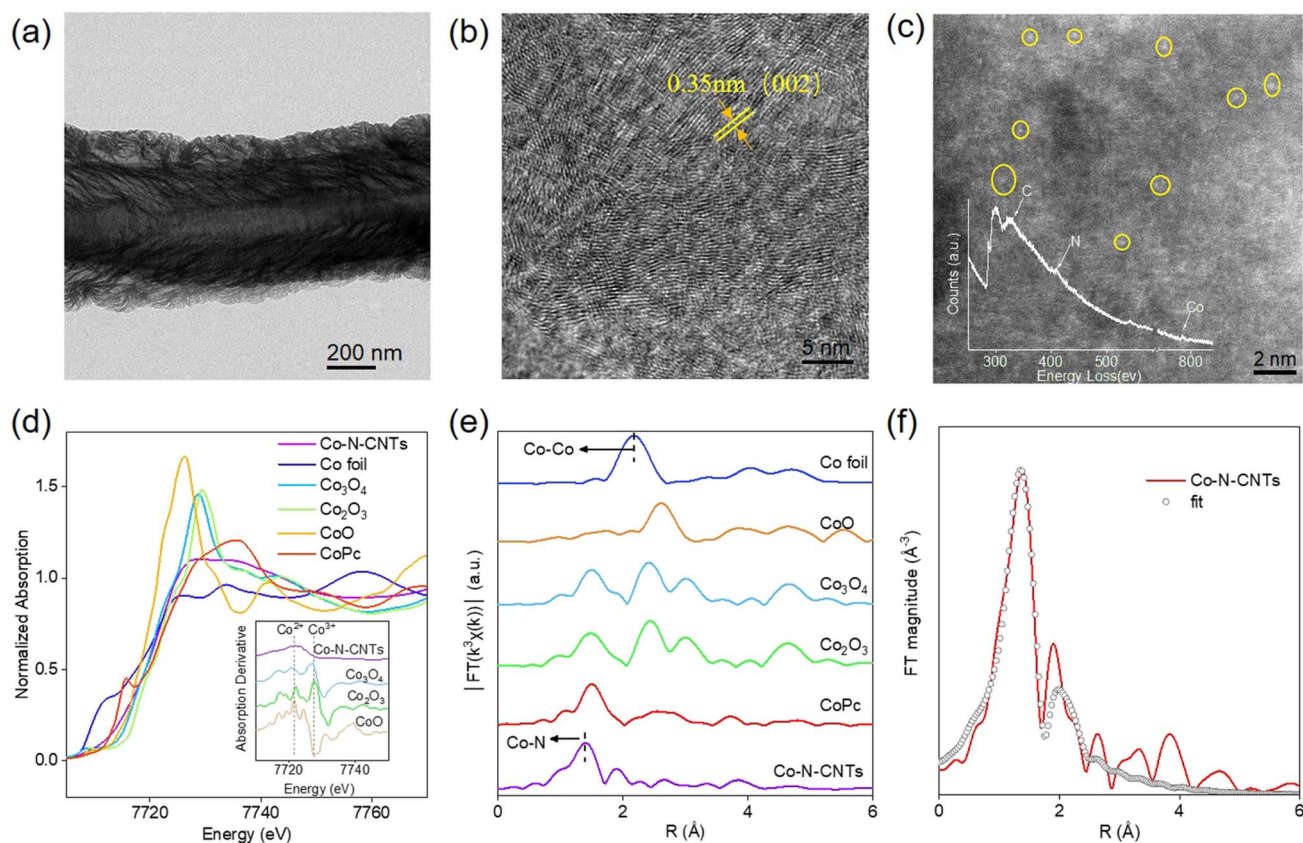 (a)
200 nm
(b)
0.35nm (002)
5 nm
(c)
C
N
Co
Counts (a.u.)
300 400 500 800
Energy Loss(ev)
2 nm
(d)
Co-N-CNTs
Co foil
Co₃O₄
Co₂O₃
CoO
CoPc
Normalized Absorption
1.5
1.0
0.5
0.0
7720 7740 7760
Energy (eV)
Co²⁺ Co³⁺
Co-N-CNTs
Co₃O₄
Co₂O₃
CoO
Absorption Derivative
7720 7740
Energy (eV)
(e)
Co-Co
Co foil
CoO
Co₃O₄
Co₂O₃
CoPc
Co-N
Co-N-CNTs
|FT(k³χ(k))| (a.u.)
0 2 4 6
R (Å)
(f)
Co-N-CNTs
fit
FT magnitude (Å⁻³)
0 2 4 6
R (Å)